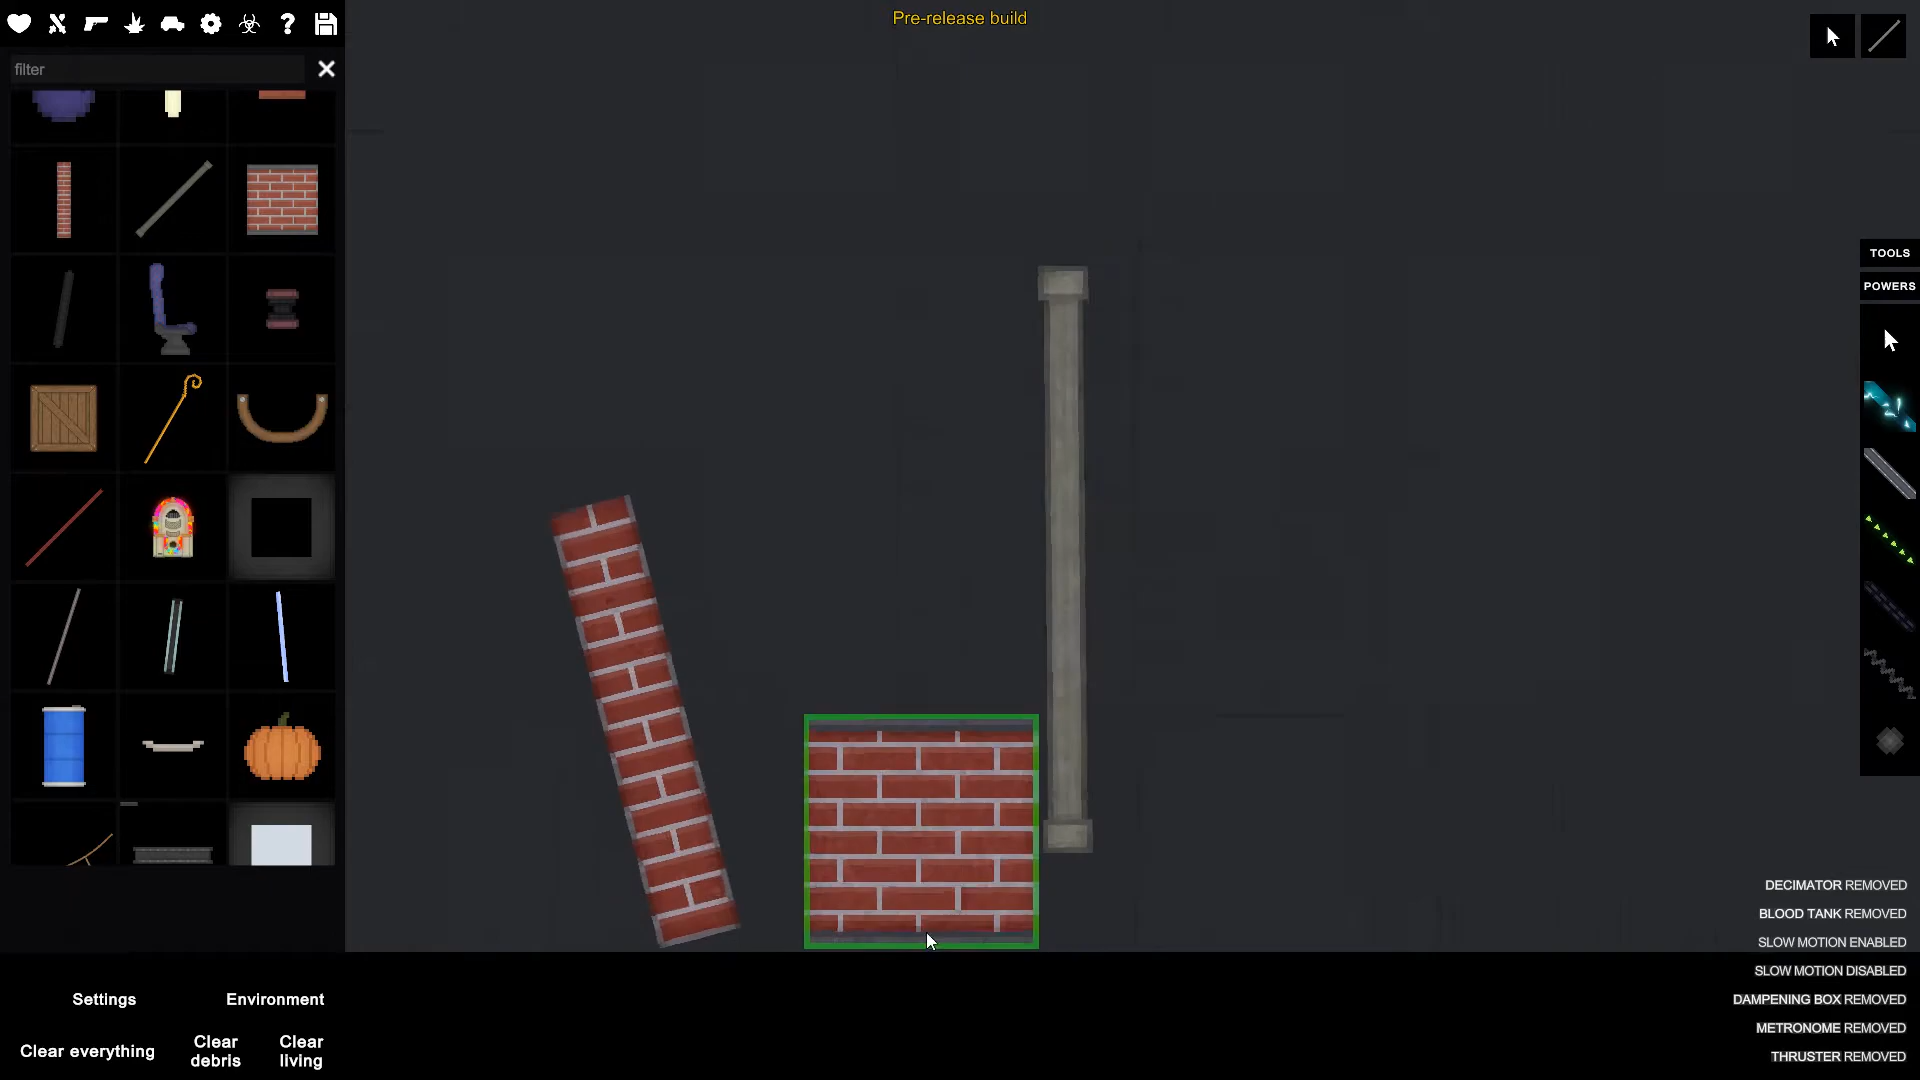 Pre-release build
filter
TOOLS
POWERS
DECIMATOR REMOVED
BLOOD TANK REMOVED
SLOW MOTION ENABLED
SLOW MOTION DISABLED
DAMPENING BOX REMOVED
METRONOME REMOVED
THRUSTER REMOVED
Settings
Environment
Clear everything
Clear
debris
Clear
living